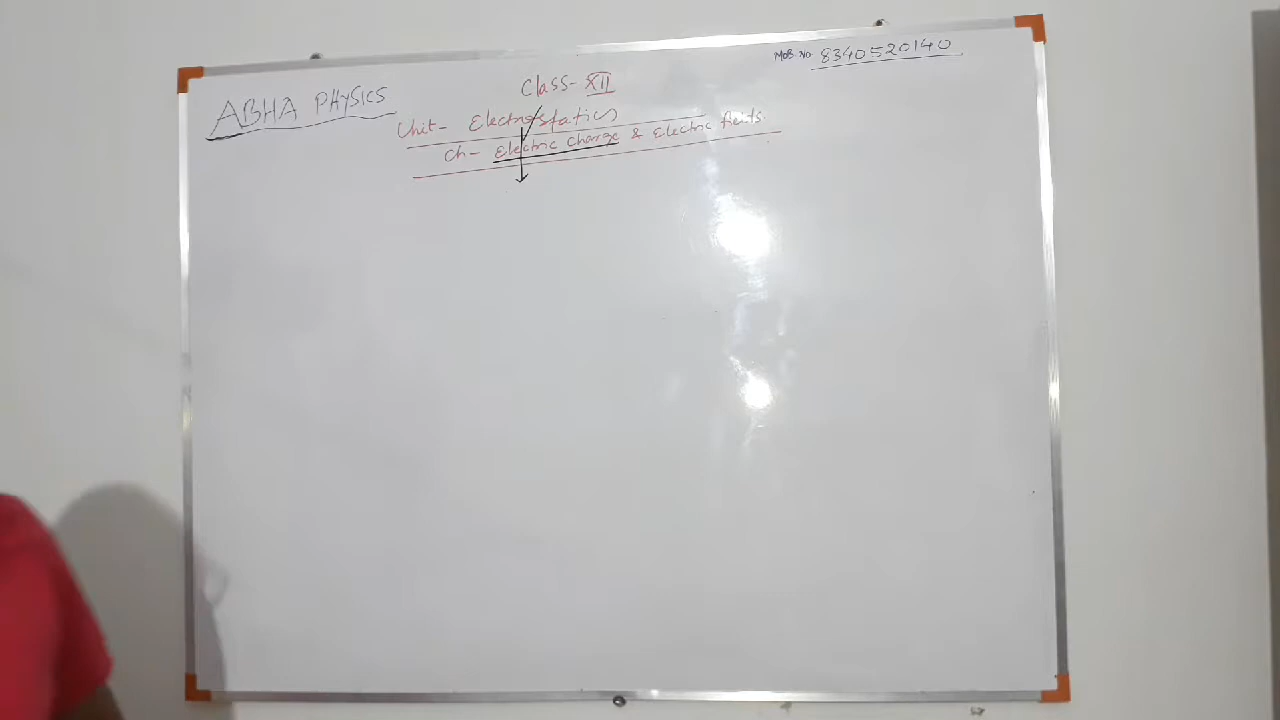 MOB. No 8340520140
ABHA PHYSICS
Class- XII
Unit- Electrostatics
Ch- Electric Charge & Electric fields